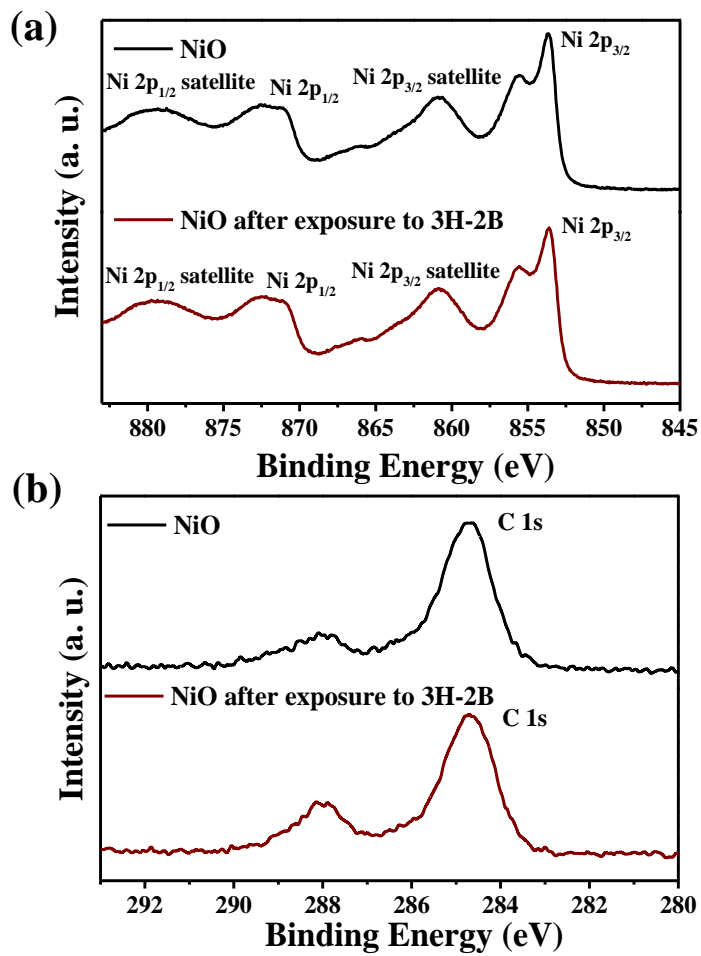 (a)
NiO
Ni 2p3/2
Ni 2p1/2 satellite
Ni 2p1/2
Ni 2p3/2 satellite
NiO after exposure to 3H-2B
Ni 2p3/2
Ni 2p1/2 satellite
Ni 2p1/2
Ni 2p3/2 satellite
Intensity (a. u.)
880 875 870 865 860 855 850 845
Binding Energy (eV)
(b)
NiO
C 1s
NiO after exposure to 3H-2B
C 1s
Intensity (a. u.)
292 290 288 286 284 282 280
Binding Energy (eV)